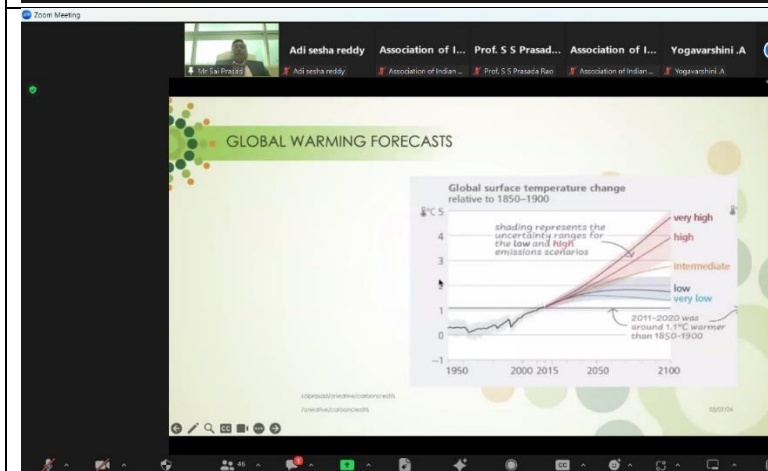 Zoom Meeting
Adi sesha reddy
Association of I...
Prof. S S Prasad...
Association of I...
Yogavarshini .A
Mr Sai Prasad
Adi sesha reddy
Association of Indian ...
Prof. S S Prasada Rao
Association of Indian ...
Yogavarshini .A
GLOBAL WARMING FORECASTS
Global surface temperature change
relative to 1850–1900
°C 5
4
3
2
1
0
−1
shading represents the
uncertainty ranges for
the low and high
emissions scenarios
very high
high
intermediate
low
very low
2011-2020 was
around 1.1°C warmer
than 1850-1900
1950
2000
2015
2050
2100
CC
46
CC